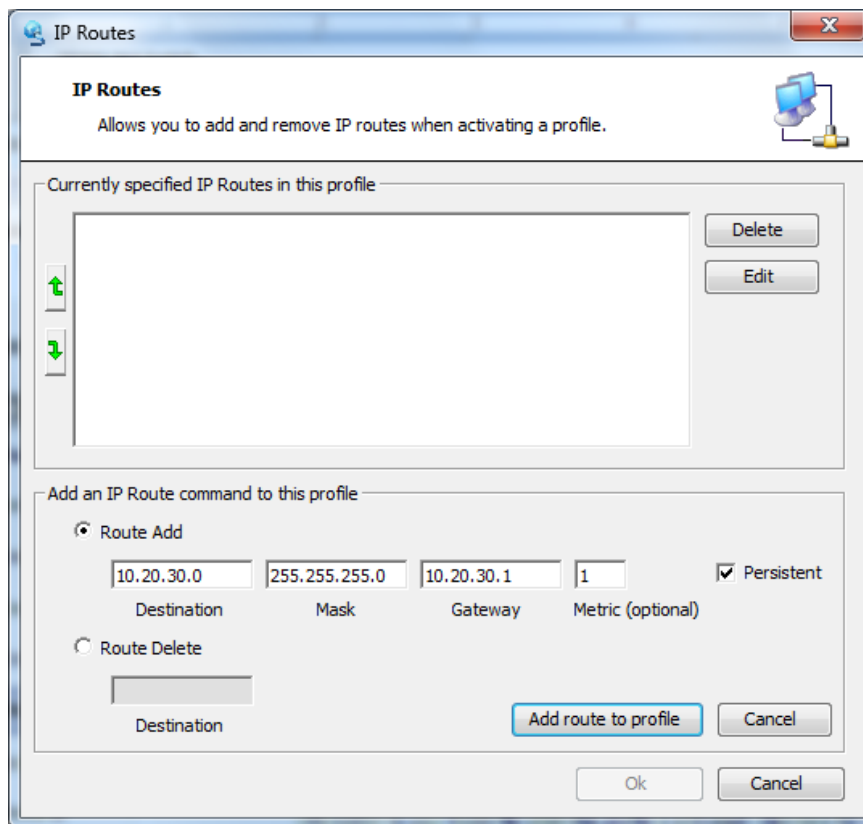 IP Routes
IP Routes
Allows you to add and remove IP routes when activating a profile.
Currently specified IP Routes in this profile
Delete
Edit
Add an IP Route command to this profile
Route Add
10.20.30.0 255.255.255.0 10.20.30.1 1 Persistent
Destination Mask Gateway Metric (optional)
Route Delete
Destination
Add route to profile Cancel
Ok Cancel